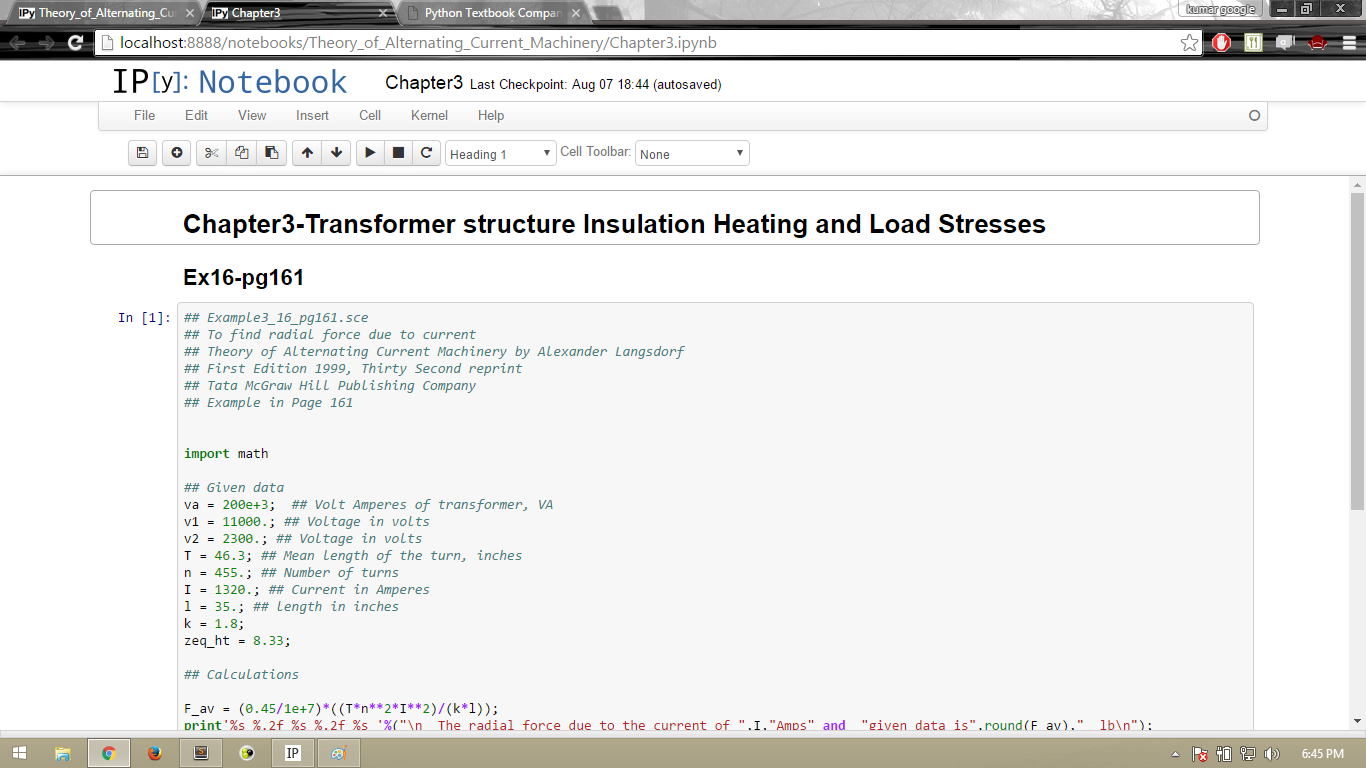 IPy Theory_of_Alternating_Cu
IPy Chapter3
Python Textbook Compan
kumar google
localhost:8888/notebooks/Theory_of_Alternating_Current_Machinery/Chapter3.ipynb
IP[y]: Notebook
Chapter3 Last Checkpoint: Aug 07 18:44 (autosaved)
File Edit View Insert Cell Kernel Help
Heading 1 Cell Toolbar: None
Chapter3-Transformer structure Insulation Heating and Load Stresses
Ex16-pg161
In [1]:
## Example3_16_pg161.sce
## To find radial force due to current
## Theory of Alternating Current Machinery by Alexander Langsdorf
## First Edition 1999, Thirty Second reprint
## Tata McGraw Hill Publishing Company
## Example in Page 161
import math
## Given data
va = 200e+3;  ## Volt Amperes of transformer, VA
v1 = 11000.; ## Voltage in volts
v2 = 2300.; ## Voltage in volts
T = 46.3; ## Mean length of the turn, inches
n = 455.; ## Number of turns
I = 1320.; ## Current in Amperes
l = 35.; ## length in inches
k = 1.8;
zeq_ht = 8.33;
## Calculations
F_av = (0.45/1e+7)*((T*n**2*I**2)/(k*l));
print'%s %.2f %s %.2f %s '%("\n  The radial force due to the current of ",I,"Amps" and  "given data is",round(F_av),"  lb\n");
IP
6:45 PM